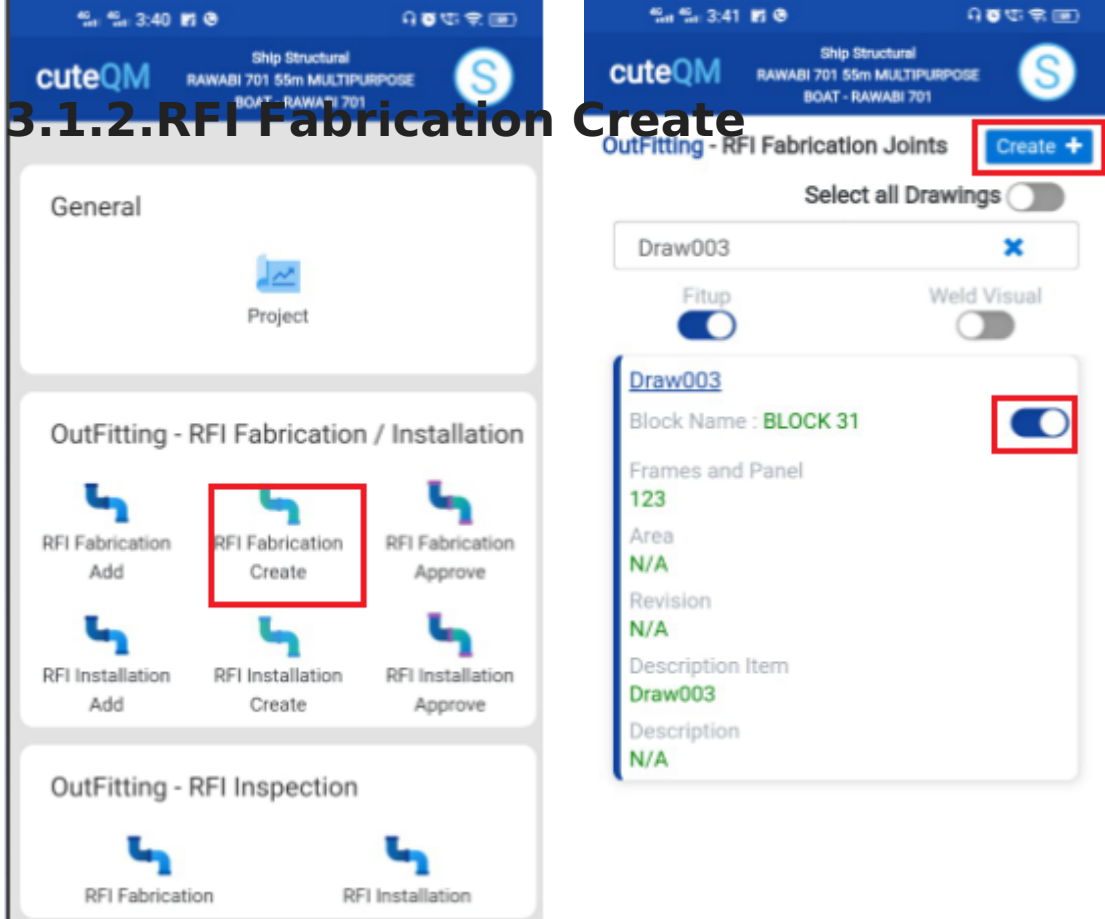 3:40
cuteQM
Ship Structural
RAWABI 701 55m MULTIPURPOSE
BOAT - RAWABI 701
S
3.1.2.RFI Fabrication Create
General
Project
OutFitting - RFI Fabrication / Installation
RFI Fabrication
Add
RFI Fabrication
Create
RFI Fabrication
Approve
RFI Installation
Add
RFI Installation
Create
RFI Installation
Approve
OutFitting - RFI Inspection
RFI Fabrication
RFI Installation
3:41
cuteQM
Ship Structural
RAWABI 701 55m MULTIPURPOSE
BOAT - RAWABI 701
S
OutFitting - RFI Fabrication Joints
Create +
Select all Drawings
Draw003
Fitup
Weld Visual
Draw003
Block Name : BLOCK 31
Frames and Panel
123
Area
N/A
Revision
N/A
Description Item
Draw003
Description
N/A